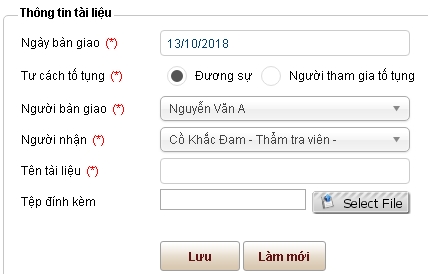 Thông tin tài liệu
Ngày bàn giao (*) 13/10/2018
Tư cách tố tụng (*) Đương sự Người tham gia tố tụng
Người bàn giao (*) Nguyễn Văn A
Người nhận (*) Cồ Khắc Đam - Thẩm tra viên -
Tên tài liệu (*)
Tệp đính kèm Select File
Lưu Làm mới